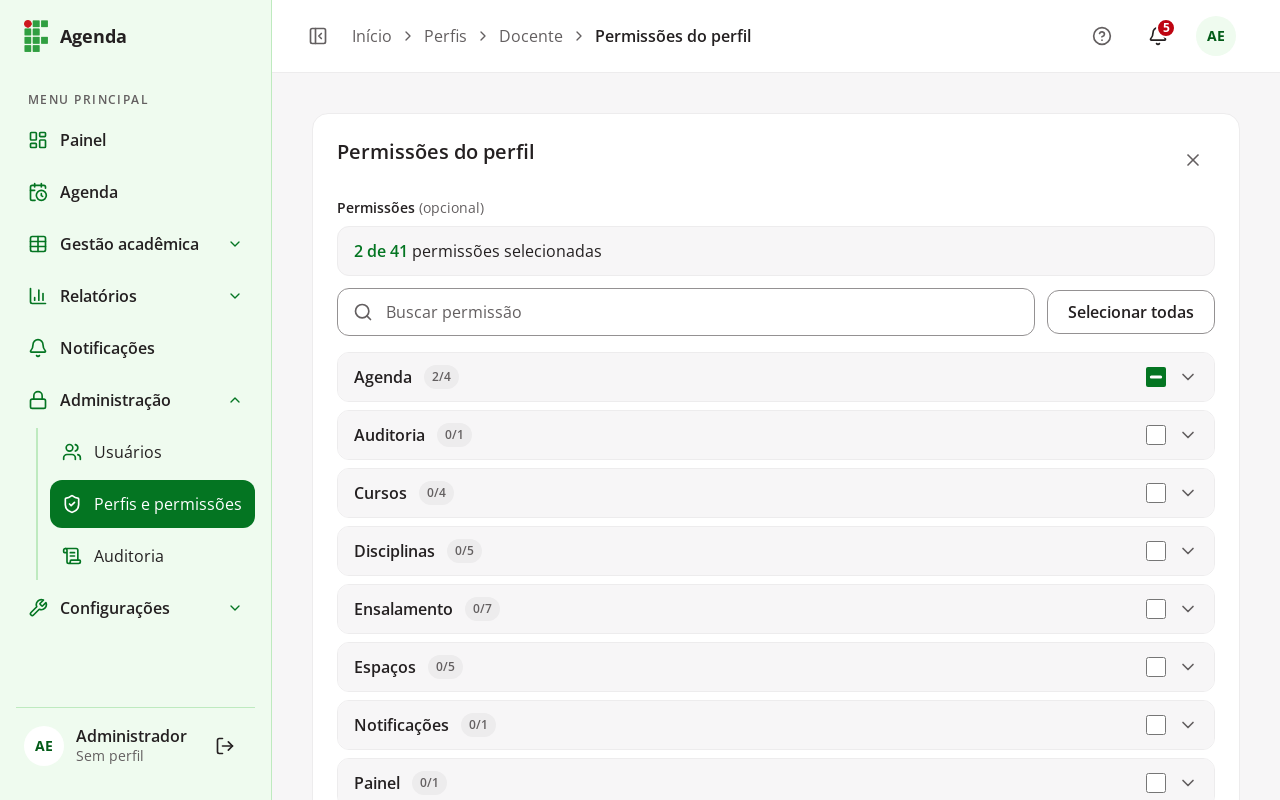 Agenda
Início
Perfis
Docente
Permissões do perfil
5
AE
MENU PRINCIPAL
Painel
Agenda
Gestão acadêmica
Relatórios
Notificações
Administração
Usuários
Perfis e permissões
Auditoria
Configurações
AE
Administrador
Sem perfil
Permissões do perfil
Permissões (opcional)
2 de 41 permissões selecionadas
Buscar permissão
Selecionar todas
Agenda 2/4
Auditoria 0/1
Cursos 0/4
Disciplinas 0/5
Ensalamento 0/7
Espaços 0/5
Notificações 0/1
Painel 0/1